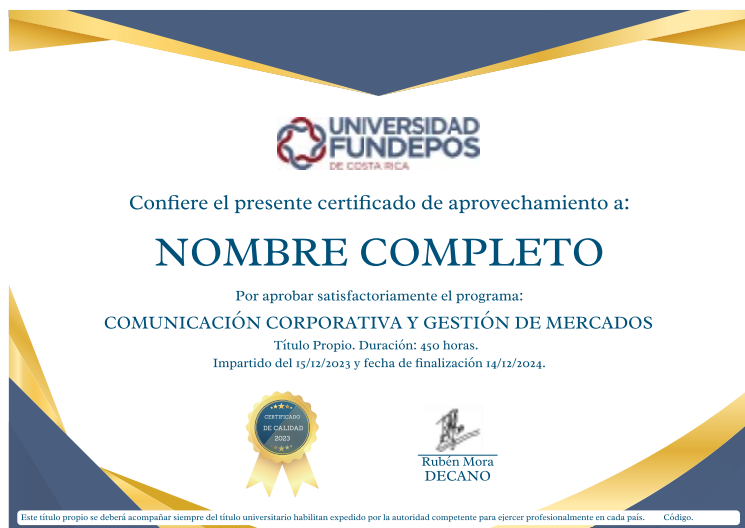 UNIVERSIDAD
FUNDEPOS
DE COSTA RICA
Confiere el presente certificado de aprovechamiento a:
NOMBRE COMPLETO
Por aprobar satisfactoriamente el programa:
COMUNICACIÓN CORPORATIVA Y GESTIÓN DE MERCADOS
Título Propio. Duración: 450 horas.
Impartido del 15/12/2023 y fecha de finalización 14/12/2024.
CERTIFICADO
DE CALIDAD
2023
Rubén Mora
DECANO
Este título propio se deberá acompañar siempre del título universitario habilitan expedido por la autoridad competente para ejercer profesionalmente en cada país. Código.